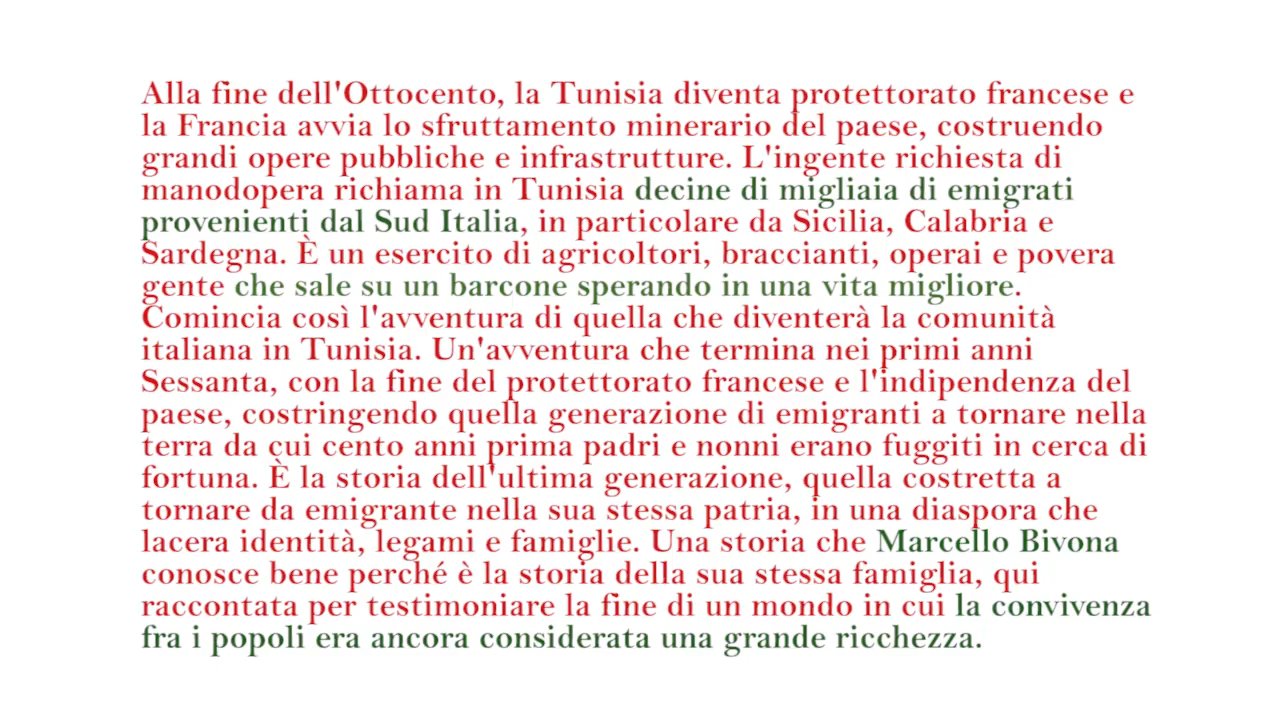 Alla fine dell'Ottocento, la Tunisia diventa protettorato francese e
la Francia avvia lo sfruttamento minerario del paese, costruendo
grandi opere pubbliche e infrastrutture. L'ingente richiesta di
manodopera richiama in Tunisia decine di migliaia di emigrati
provenienti dal Sud Italia, in particolare da Sicilia, Calabria e
Sardegna. È un esercito di agricoltori, braccianti, operai e povera
gente che sale su un barcone sperando in una vita migliore.
Comincia così l'avventura di quella che diventerà la comunità
italiana in Tunisia. Un'avventura che termina nei primi anni
Sessanta, con la fine del protettorato francese e l'indipendenza del
paese, costringendo quella generazione di emigranti a tornare nella
terra da cui cento anni prima padri e nonni erano fuggiti in cerca di
fortuna. È la storia dell'ultima generazione, quella costretta a
tornare da emigrante nella sua stessa patria, in una diaspora che
lacera identità, legami e famiglie. Una storia che Marcello Bivona
conosce bene perché è la storia della sua stessa famiglia, qui
raccontata per testimoniare la fine di un mondo in cui la convivenza
fra i popoli era ancora considerata una grande ricchezza.